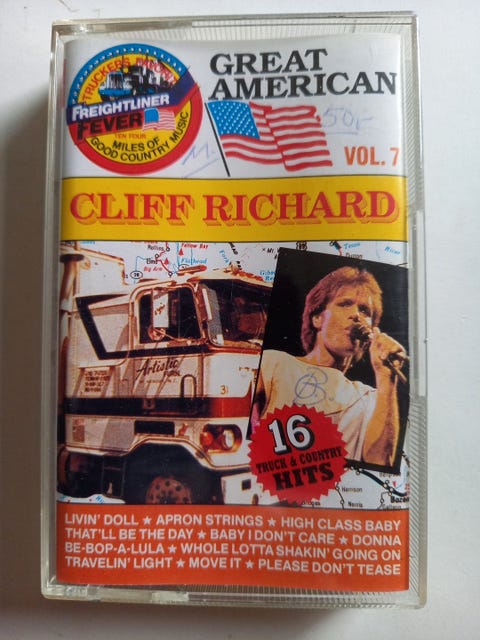 TRUCKERS
FREIGHTLINER
FEVER
TEN FOUR
MILES OF
GOOD COUNTRY MUSIC
GREAT
AMERICAN
50r
VOL. 7
CLIFF RICHARD
Artistic
16
TRUCK & COUNTRY
HITS
LIVIN' DOLL ★ APRON STRINGS ★ HIGH CLASS BABY
THAT'LL BE THE DAY ★ BABY I DON'T CARE ★ DONNA
BE-BOP-A-LULA ★ WHOLE LOTTA SHAKIN' GOING ON
TRAVELIN' LIGHT ★ MOVE IT ★ PLEASE DON'T TEASE